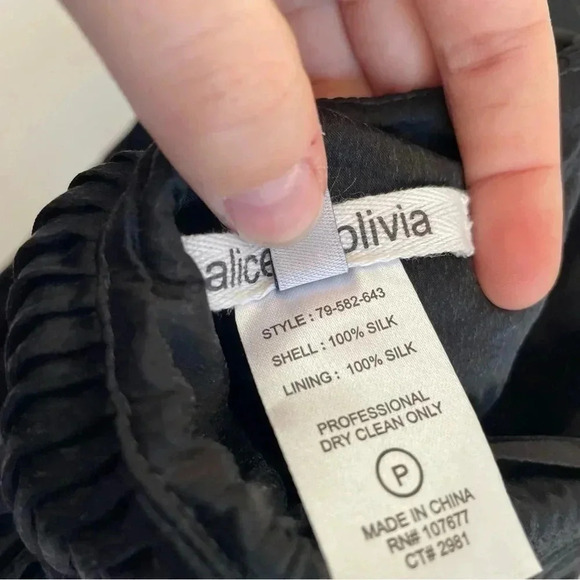 alice olivia
STYLE : 79-582-643
SHELL : 100% SILK
LINING : 100% SILK
PROFESSIONAL
DRY CLEAN ONLY
P
MADE IN CHINA
RN# 107677
CT# 2981